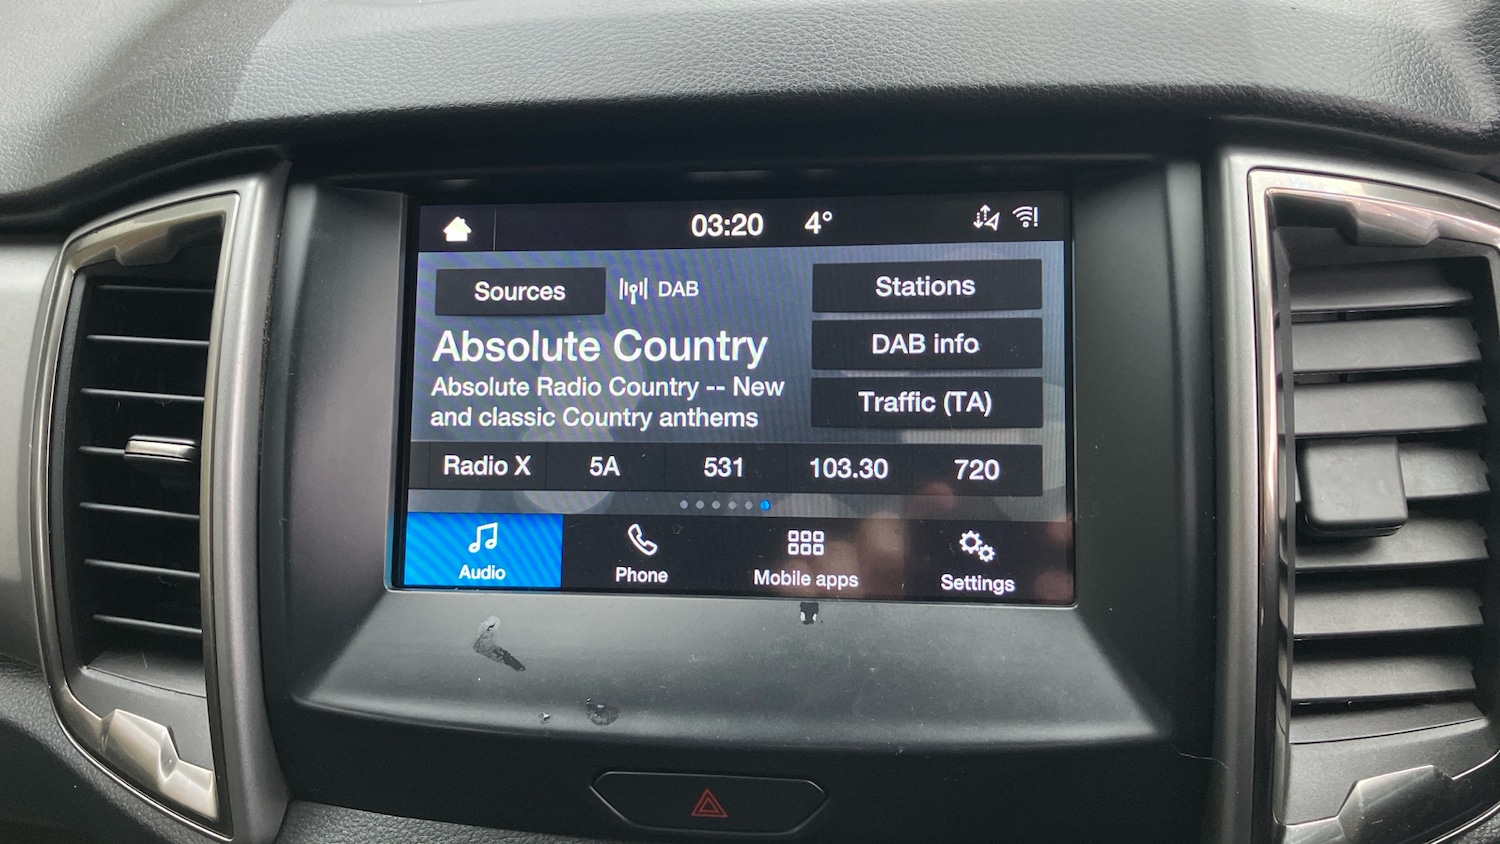 03:20 4°
Sources DAB
Stations
DAB info
Traffic (TA)
Absolute Country
Absolute Radio Country -- New
and classic Country anthems
Radio X 5A 531 103.30 720
Audio Phone Mobile apps Settings